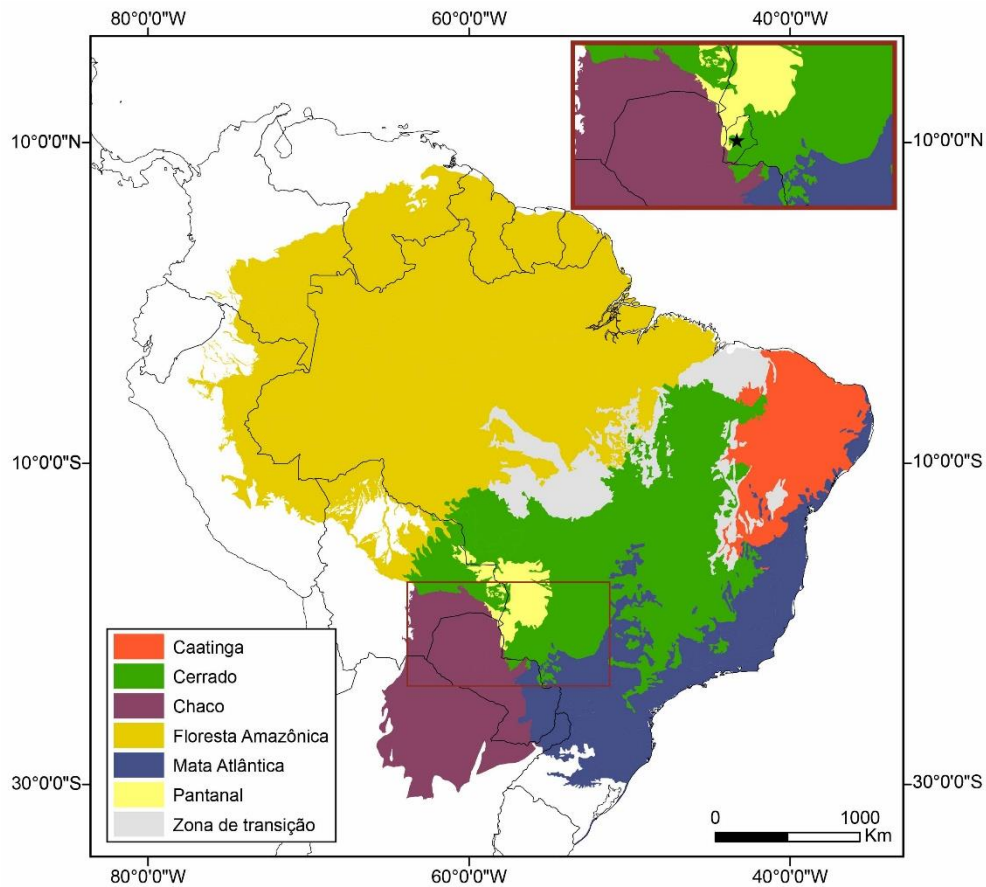 80°0'0"W 60°0'0"W 40°0'0"W
10°0'0"N 10°0'0"N
10°0'0"S 10°0'0"S
Caatinga
Cerrado
Chaco
Floresta Amazônica
Mata Atlântica
Pantanal
Zona de transição
30°0'0"S 30°0'0"S
0 1000
Km
80°0'0"W 60°0'0"W 40°0'0"W